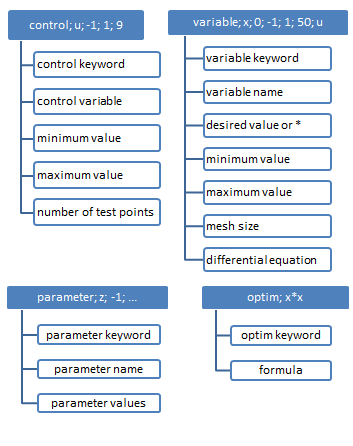 control; u;-1; 1; 9
control keyword
control variable
minimum value
maximum value
number of test points
variable; x; 0; -1; 1; 50; u
variable keyword
variable name
desired value or *
minimum value
maximum value
mesh size
differential equation
parameter; z; -1; ...
parameter keyword
parameter name
parameter values
optim; x*x
optim keyword
formula